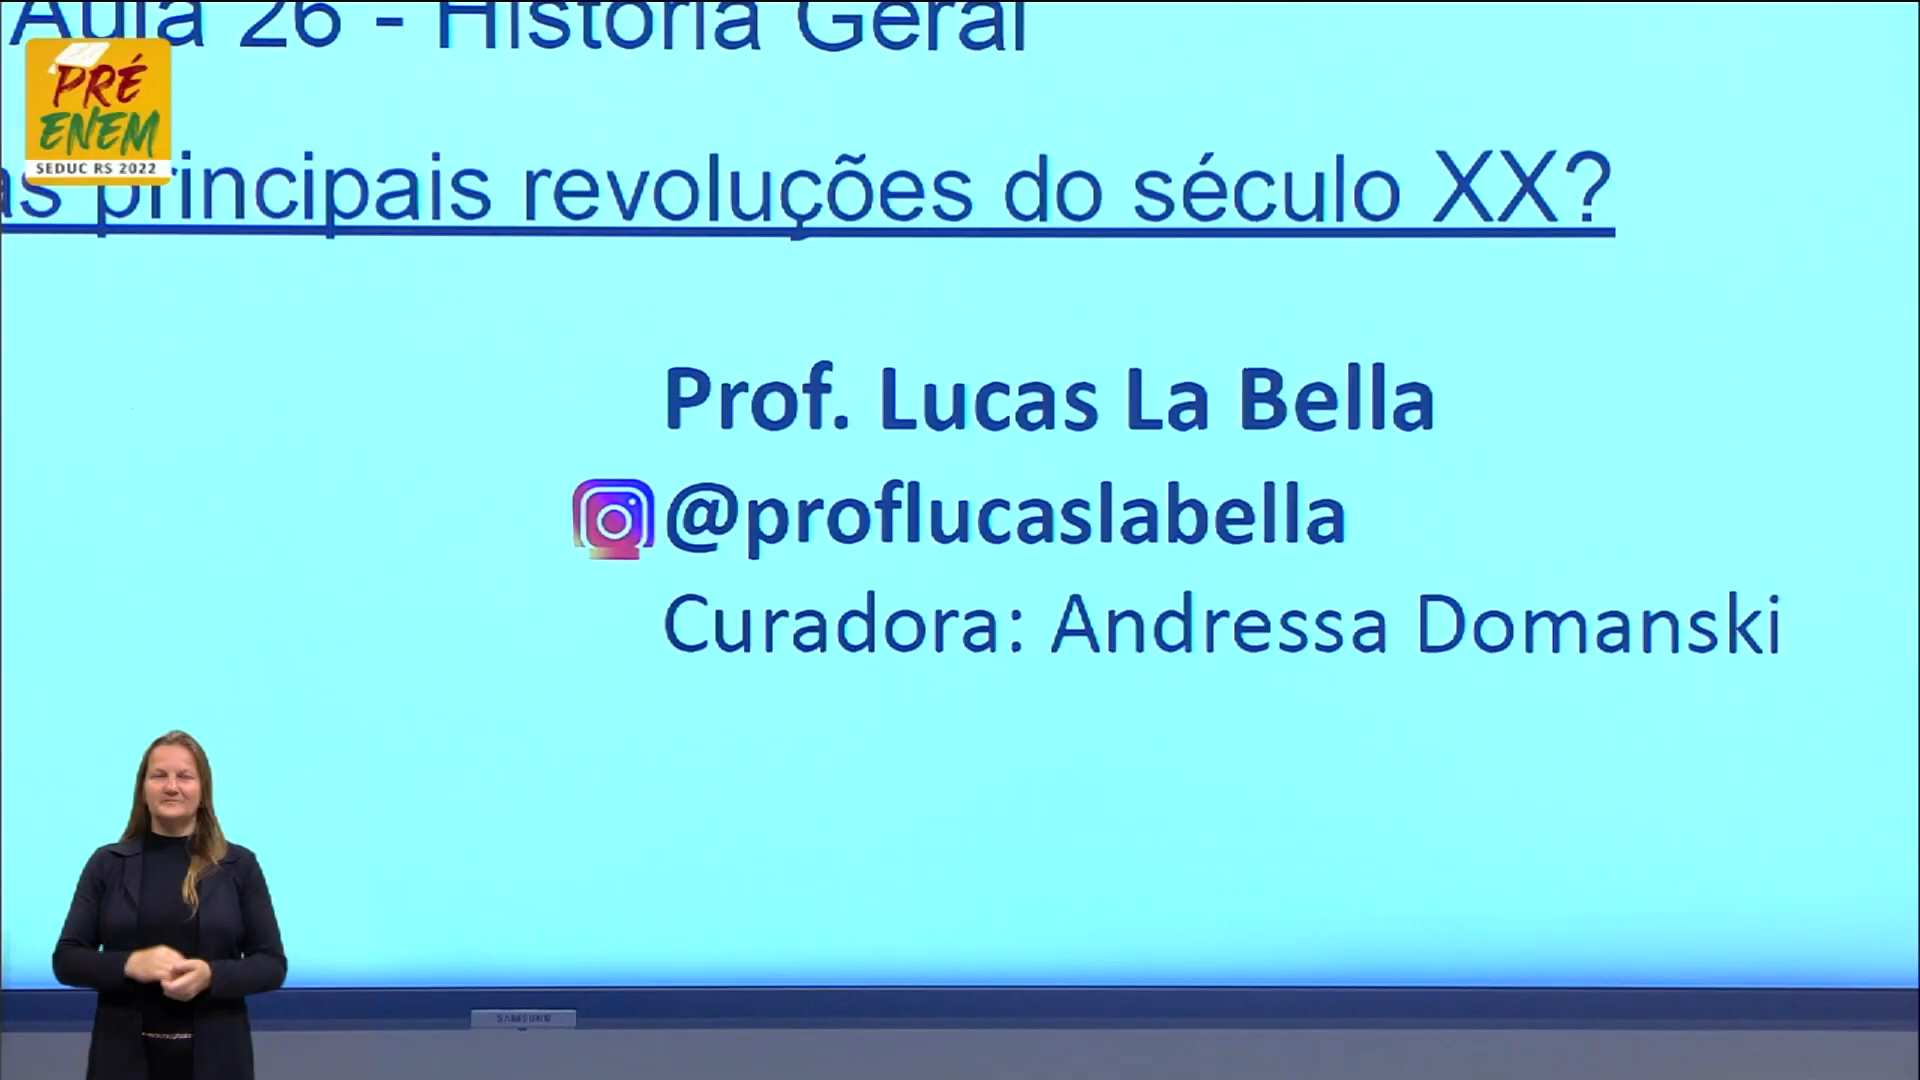 Aula 26 - História Geral
PRÉ
ENEM
SEDUC RS 2022
as principais revoluções do século XX?
Prof. Lucas La Bella
@proflucaslabella
Curadora: Andressa Domanski
SAMSUNG